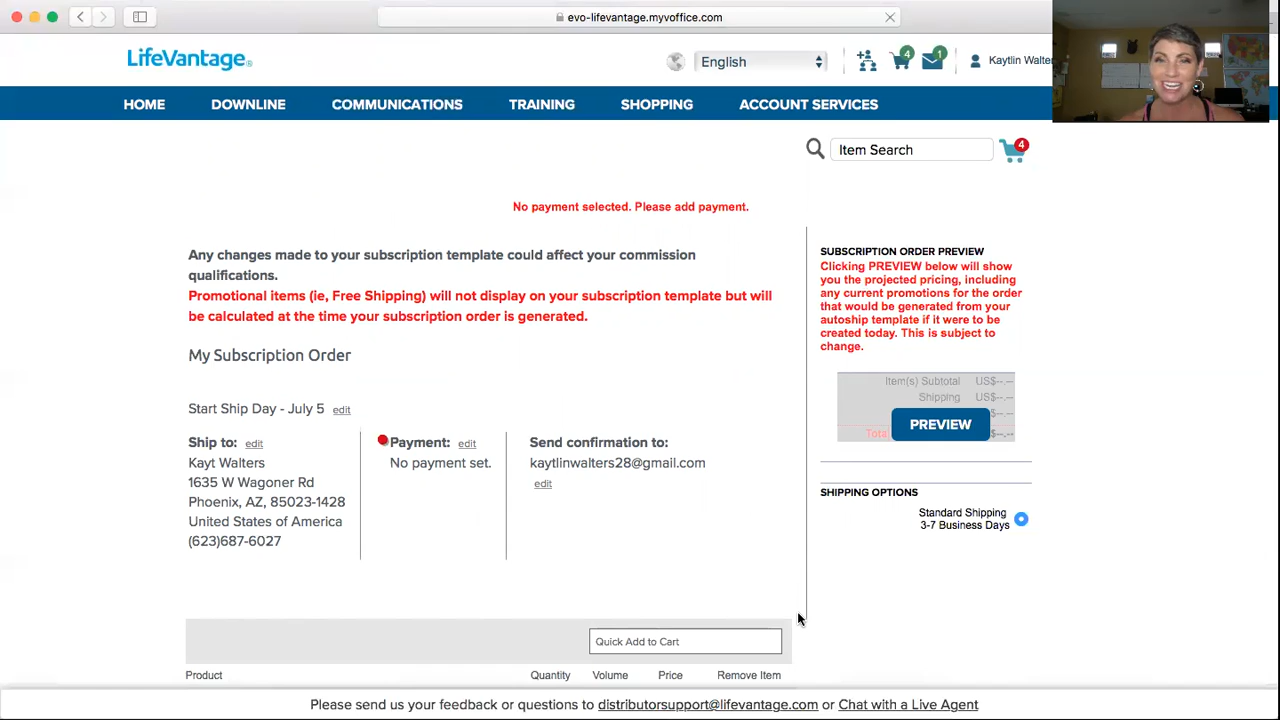 evo-lifevantage.myvoffice.com
LifeVantage®
English
4
1
Kaytlin Walte
HOME DOWNLINE COMMUNICATIONS TRAINING SHOPPING ACCOUNT SERVICES
Item Search
4
No payment selected. Please add payment.
Any changes made to your subscription template could affect your commission
qualifications.
Promotional items (ie, Free Shipping) will not display on your subscription template but will
be calculated at the time your subscription order is generated.
My Subscription Order
Start Ship Day - July 5 edit
Ship to: edit
Kayt Walters
1635 W Wagoner Rd
Phoenix, AZ, 85023-1428
United States of America
(623)687-6027
Payment: edit
No payment set.
Send confirmation to:
kaytlinwalters28@gmail.com
edit
SUBSCRIPTION ORDER PREVIEW
Clicking PREVIEW below will show
you the projected pricing, including
any current promotions for the order
that would be generated from your
autoship template if it were to be
created today. This is subject to
change.
Item(s) Subtotal US$--.--
Shipping US$--.--
PREVIEW
SHIPPING OPTIONS
Standard Shipping
3-7 Business Days
Quick Add to Cart
Product Quantity Volume Price Remove Item
Please send us your feedback or questions to distributorsupport@lifevantage.com or Chat with a Live Agent